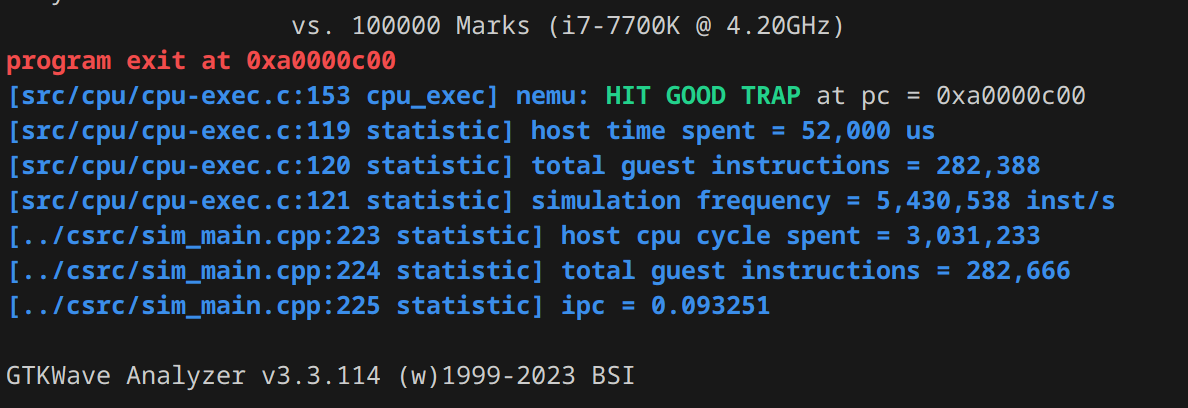 vs. 100000 Marks (i7-7700K @ 4.20GHz)
program exit at 0xa0000c00
[src/cpu/cpu-exec.c:153 cpu_exec] nemu: HIT GOOD TRAP at pc = 0xa0000c00
[src/cpu/cpu-exec.c:119 statistic] host time spent = 52,000 us
[src/cpu/cpu-exec.c:120 statistic] total guest instructions = 282,388
[src/cpu/cpu-exec.c:121 statistic] simulation frequency = 5,430,538 inst/s
[../csrc/sim_main.cpp:223 statistic] host cpu cycle spent = 3,031,233
[../csrc/sim_main.cpp:224 statistic] total guest instructions = 282,666
[../csrc/sim_main.cpp:225 statistic] ipc = 0.093251
GTKWave Analyzer v3.3.114 (w)1999-2023 BSI